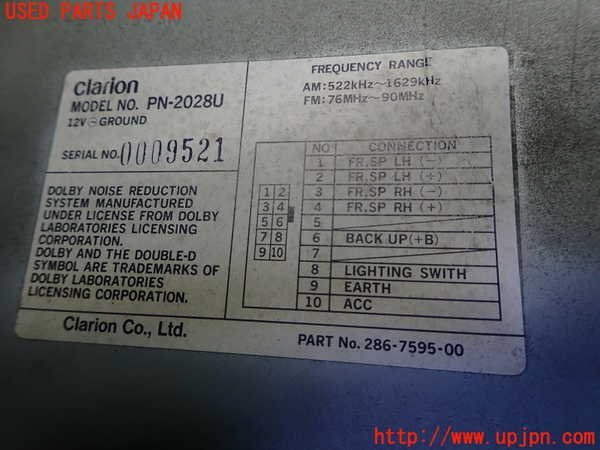 USED PARTS JAPAN
Clarion
MODEL NO. PN-2028U
12V ⊖ GROUND
SERIAL NO. 0009521
DOLBY NOISE REDUCTION
SYSTEM MANUFACTURED
UNDER LICENSE FROM DOLBY
LABORATORIES LICENSING
CORPORATION.
DOLBY AND THE DOUBLE-D
SYMBOL ARE TRADEMARKS OF
DOLBY LABORATORIES
LICENSING CORPORATION.
Clarion Co., Ltd.
FREQUENCY RANGE
AM:522kHz~1629kHz
FM:76MHz~90MHz
1 2
3 4
5 6
7 8
9 10
NO CONNECTION
1 FR.SP LH (−)
2 FR.SP LH (+)
3 FR.SP RH (−)
4 FR.SP RH (+)
5
6 BACK UP(+B)
7
8 LIGHTING SWITH
9 EARTH
10 ACC
PART No. 286-7595-00
UPJ
http://www.upjpn.com/